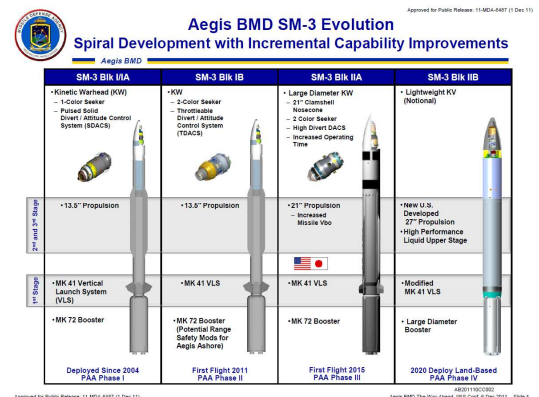 Approved for Public Release: 11-MDA-6487 (1 Dec 11)
Aegis BMD SM-3 Evolution
Spiral Development with Incremental Capability Improvements
Aegis BMD
SM-3 Blk I/IA
•Kinetic Warhead (KW)
– 1-Color Seeker
– Pulsed Solid
Divert / Attitude Control
System (SDACS)
•13.5" Propulsion
•MK 41 Vertical
Launch System
(VLS)
•MK 72 Booster
Deployed Since 2004
PAA Phase I
SM-3 Blk IB
•KW
– 2-Color Seeker
– Throttleable
Divert / Attitude
Control System
(TDACS)
•13.5" Propulsion
•MK 41 VLS
•MK 72 Booster
(Potential Range
Safety Mods for
Aegis Ashore)
First Flight 2011
PAA Phase II
SM-3 Blk IIA
• Large Diameter KW
– 21" Clamshell
Nosecone
– 2 Color Seeker
– High Divert DACS
– Increased Operating
Time
•21" Propulsion
– Increased
Missile Vbo
•MK 41 VLS
•MK 72 Booster
First Flight 2015
PAA Phase III
SM-3 Blk IIB
• Lightweight KV
(Notional)
•New U.S.
Developed
27" Propulsion
•High Performance
Liquid Upper Stage
•Modified
MK 41 VLS
• Large Diameter
Booster
2020 Deploy Land-Based
PAA Phase IV
2nd and 3rd Stage
1st Stage
AB201110CC002